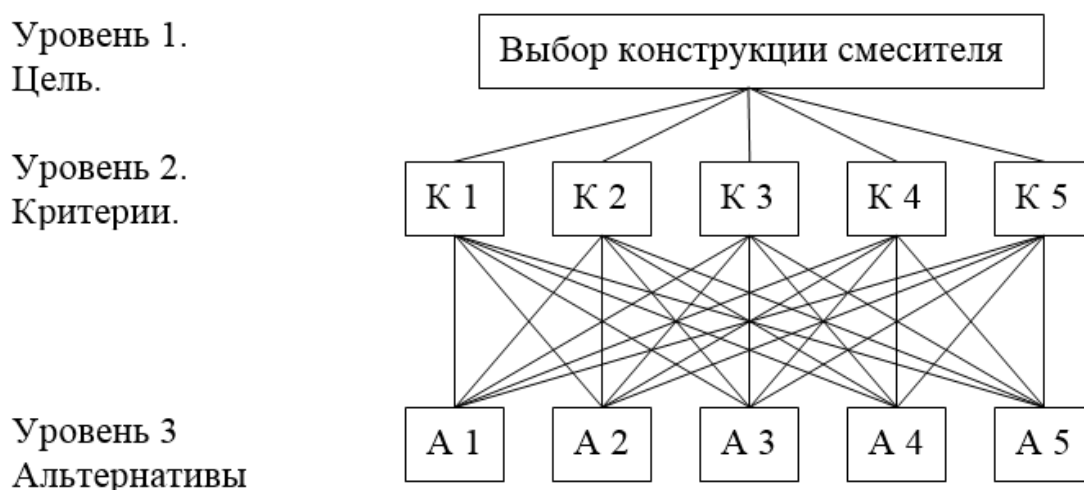 Уровень 1.
Цель.
Выбор конструкции смесителя
Уровень 2.
Критерии.
К 1
К 2
К 3
К 4
К 5
Уровень 3
Альтернативы
А 1
А 2
А 3
А 4
А 5